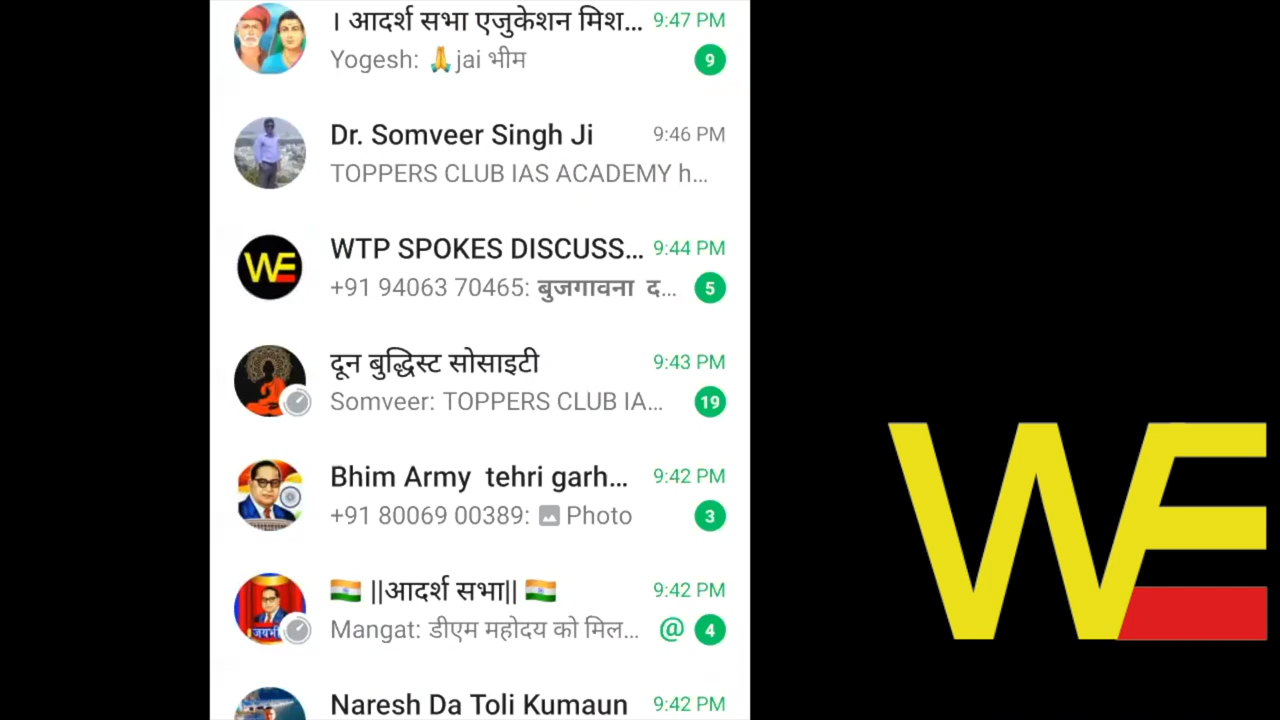 । आदर्श सभा एजुकेशन मिश... 9:47 PM
Yogesh: 🙏 jai भीम 9
Dr. Somveer Singh Ji 9:46 PM
TOPPERS CLUB IAS ACADEMY h...
WE
WTP SPOKES DISCUSS... 9:44 PM
+91 94063 70465: बुजगावना द... 5
दून बुद्धिस्ट सोसाइटी 9:43 PM
Somveer: TOPPERS CLUB IA... 19
Bhim Army tehri garh... 9:42 PM
+91 80069 00389: Photo 3
🇮🇳 ||आदर्श सभा|| 🇮🇳 9:42 PM
Mangat: डीएम महोदय को मिल... @ 4
Naresh Da Toli Kumaun 9:42 PM
WE